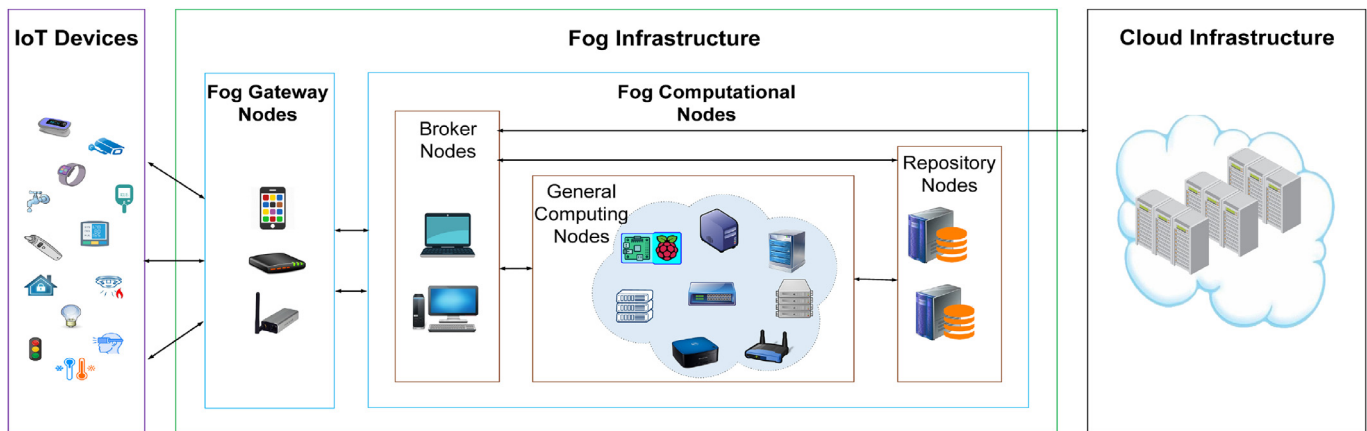 IoT Devices
Fog Infrastructure
Cloud Infrastructure
Fog Gateway
Nodes
Fog Computational
Nodes
Broker
Nodes
General
Computing
Nodes
Repository
Nodes